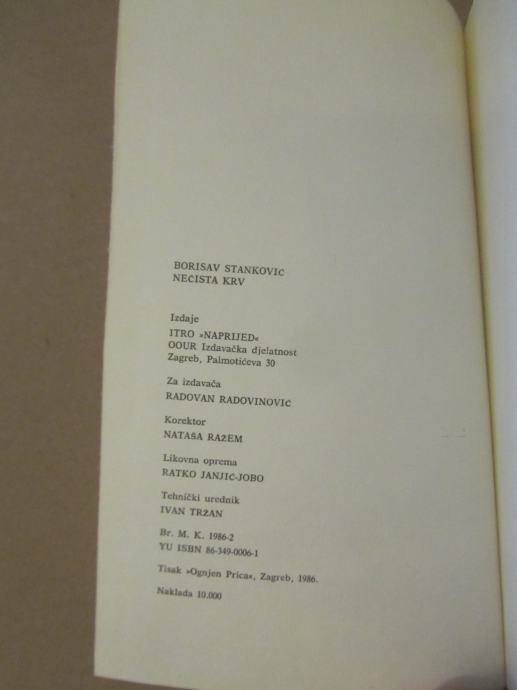 BORISAV STANKOVIĆ
NEČISTA KRV
Izdaje
ITRO »NAPRIJED«
OOUR Izdavačka djelatnost
Zagreb, Palmotićeva 30
Za izdavača
RADOVAN RADOVINOVIĆ
Korektor
NATAŠA RAŽEM
Likovna oprema
RATKO JANJIĆ-JOBO
Tehnički urednik
IVAN TRŽAN
Br. M. K. 1986-2
YU ISBN 86-349-0006-1
Tisak »Ognjen Prica«, Zagreb, 1986.
Naklada 10.000